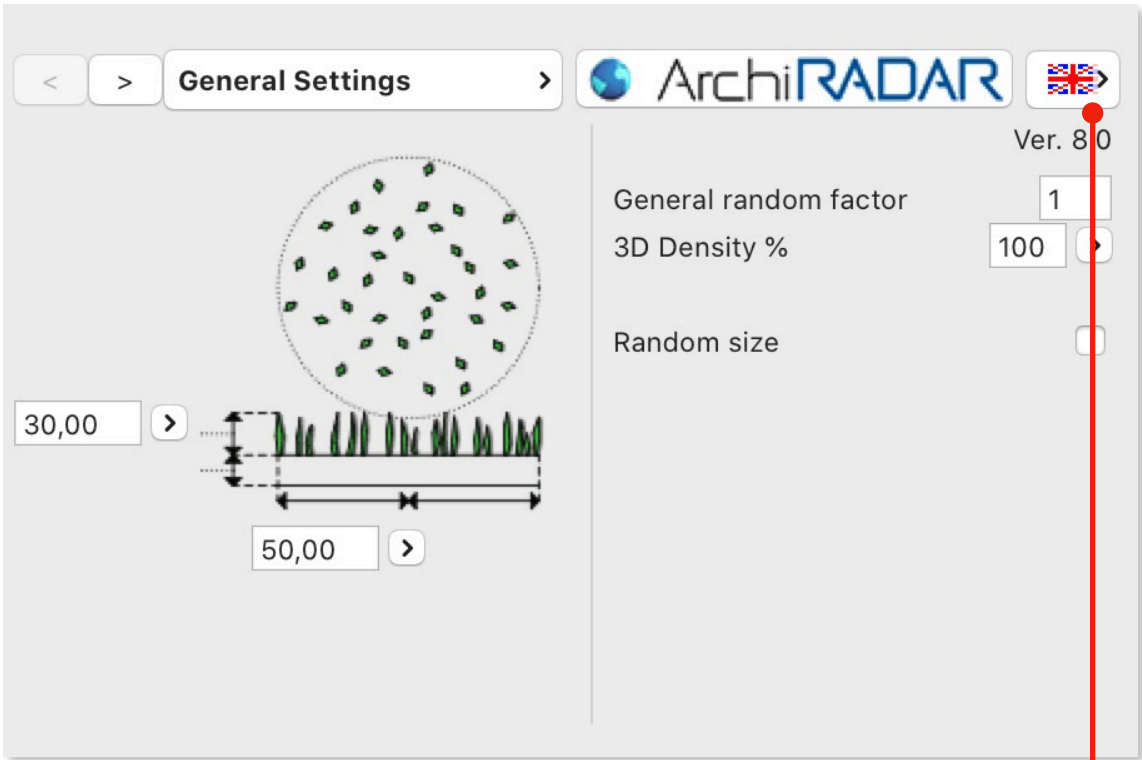 < > General Settings > ArchiRADAR >
Ver. 8.0
General random factor 1
3D Density % 100 >
Random size
30,00 >
50,00 >